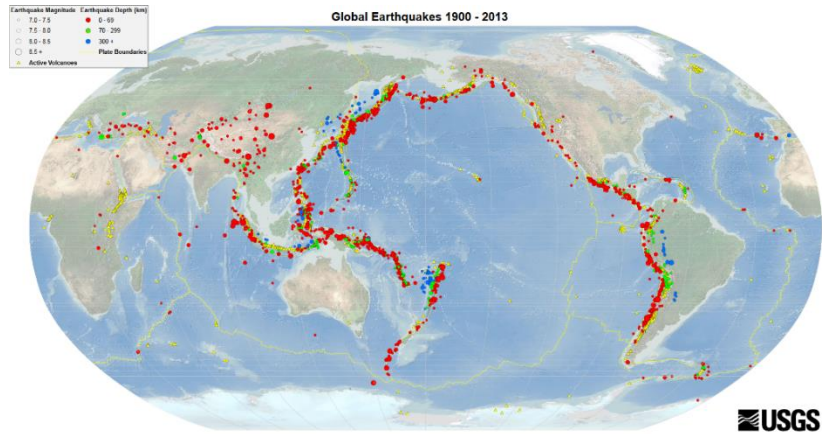 Global Earthquakes 1900 - 2013
Earthquake Magnitude Earthquake Depth (km)
7.0 - 7.5 0 - 69
7.5 - 8.0 70 - 299
8.0 - 8.5 300 +
8.5 + Plate Boundaries
Active Volcanoes
USGS